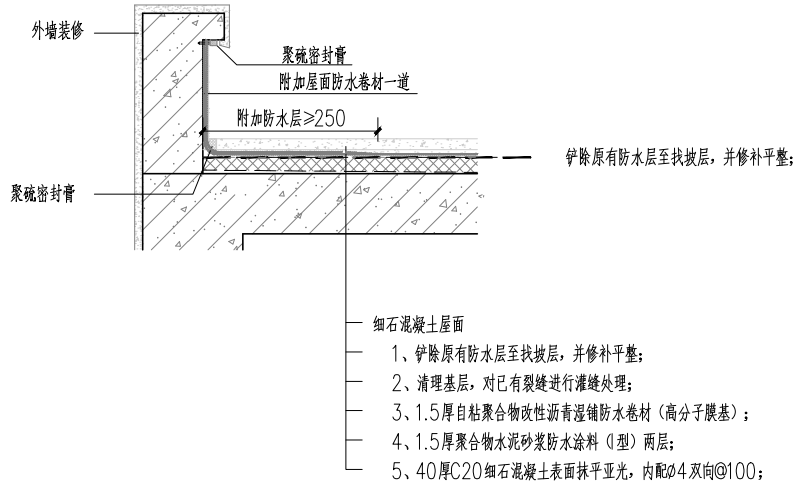 外墙装修
聚硫密封膏
附加屋面防水卷材一道
附加防水层≥250
铲除原有防水层至找披层，并修补平整；
聚硫密封膏
细石混凝土屋面
1、铲除原有防水层至找披层，并修补平整；
2、清理基层，对已有裂缝进行灌缝处理；
3、1.5厚自粘聚合物改性沥青湿铺防水卷材（高分子膜基）；
4、1.5厚聚合物水泥砂浆防水涂料（I型）两层；
5、40厚C20细石混凝土表面抹平亚光，内配Ø4双向@100；